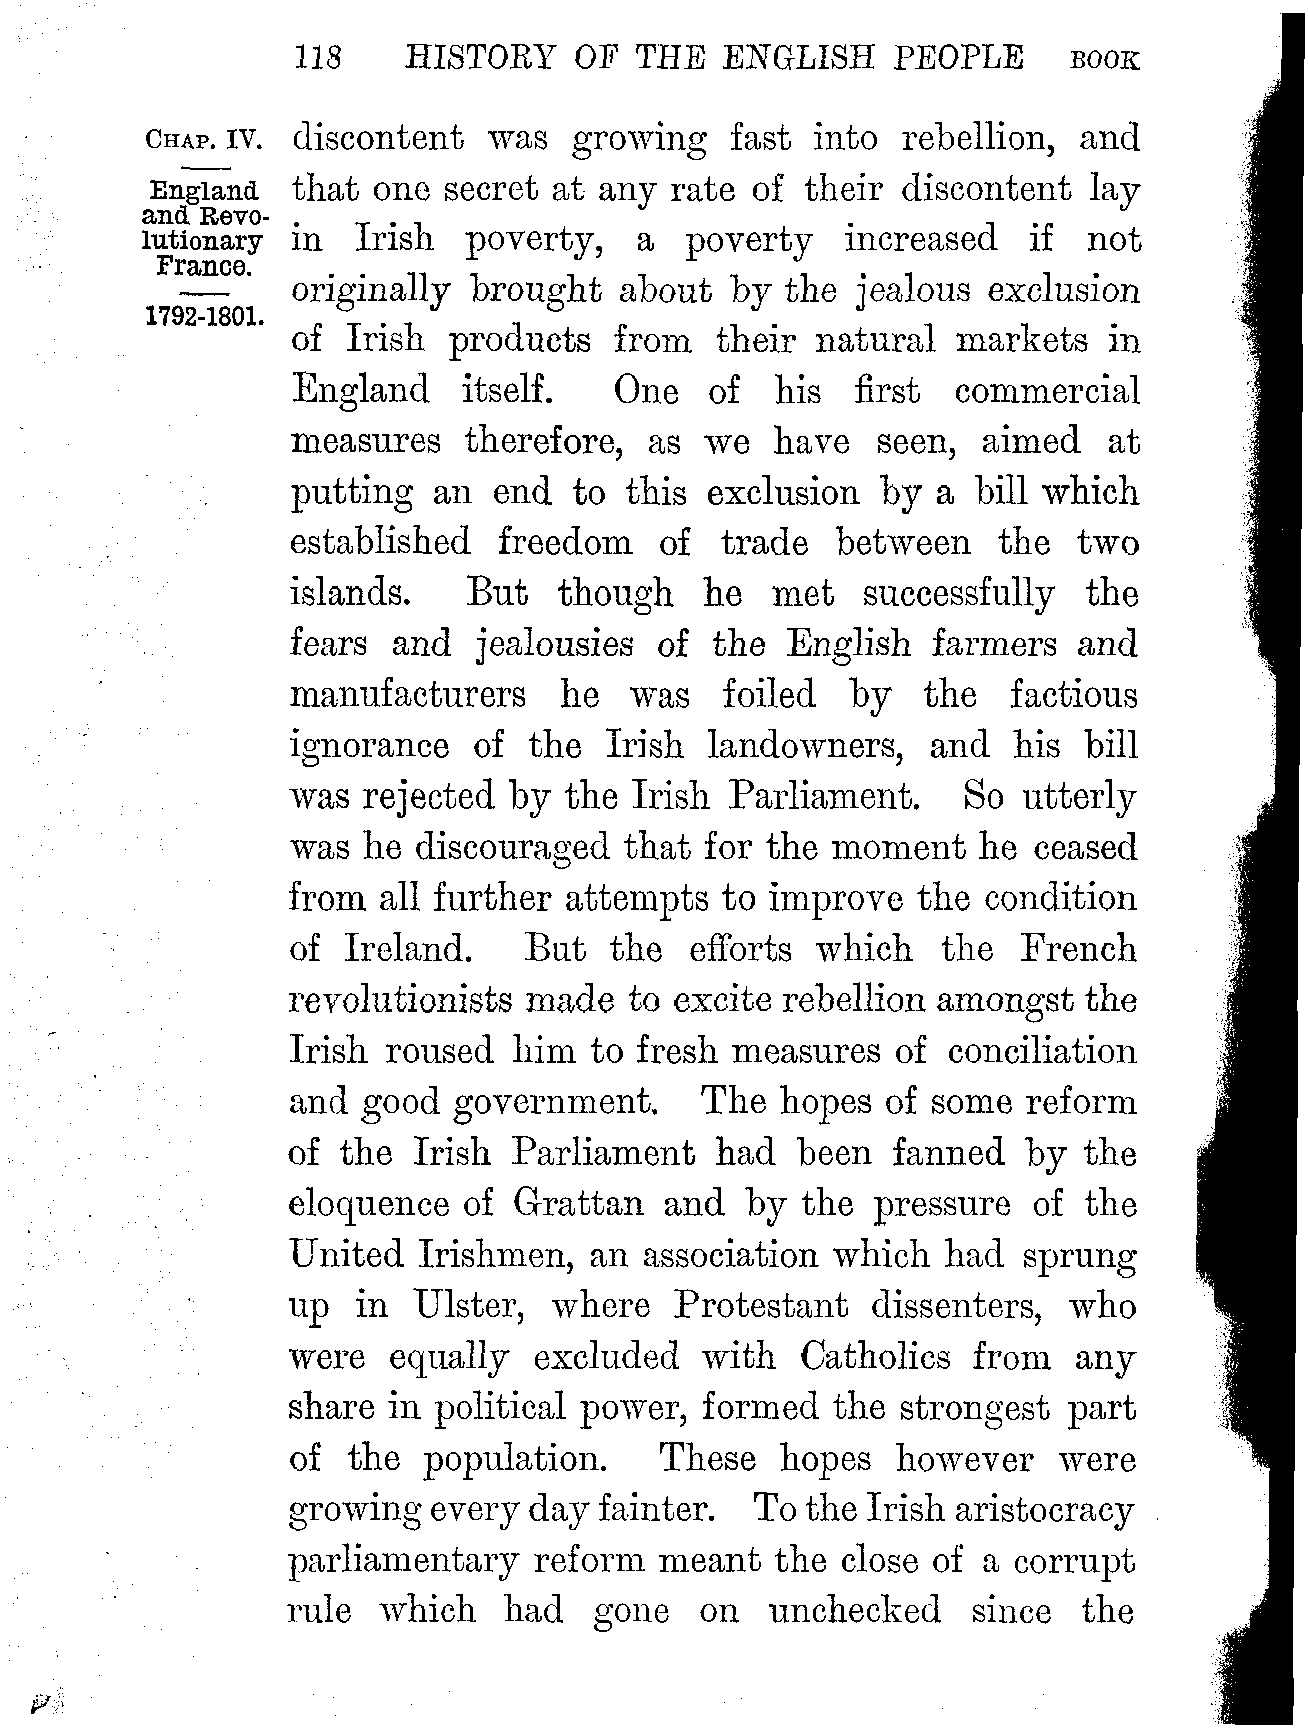 118 HISTORY OF THE ENGLISH PEOPLE BOOK
CHAP. IV.
England
and Revo-
lutionary
France.
1792-1801.
discontent was growing fast into rebellion, and
that one secret at any rate of their discontent lay
in Irish poverty, a poverty increased if not
originally brought about by the jealous exclusion
of Irish products from their natural markets in
England itself. One of his first commercial
measures therefore, as we have seen, aimed at
putting an end to this exclusion by a bill which
established freedom of trade between the two
islands. But though he met successfully the
fears and jealousies of the English farmers and
manufacturers he was foiled by the factious
ignorance of the Irish landowners, and his bill
was rejected by the Irish Parliament. So utterly
was he discouraged that for the moment he ceased
from all further attempts to improve the condition
of Ireland. But the efforts which the French
revolutionists made to excite rebellion amongst the
Irish roused him to fresh measures of conciliation
and good government. The hopes of some reform
of the Irish Parliament had been fanned by the
eloquence of Grattan and by the pressure of the
United Irishmen, an association which had sprung
up in Ulster, where Protestant dissenters, who
were equally excluded with Catholics from any
share in political power, formed the strongest part
of the population. These hopes however were
growing every day fainter. To the Irish aristocracy
parliamentary reform meant the close of a corrupt
rule which had gone on unchecked since the